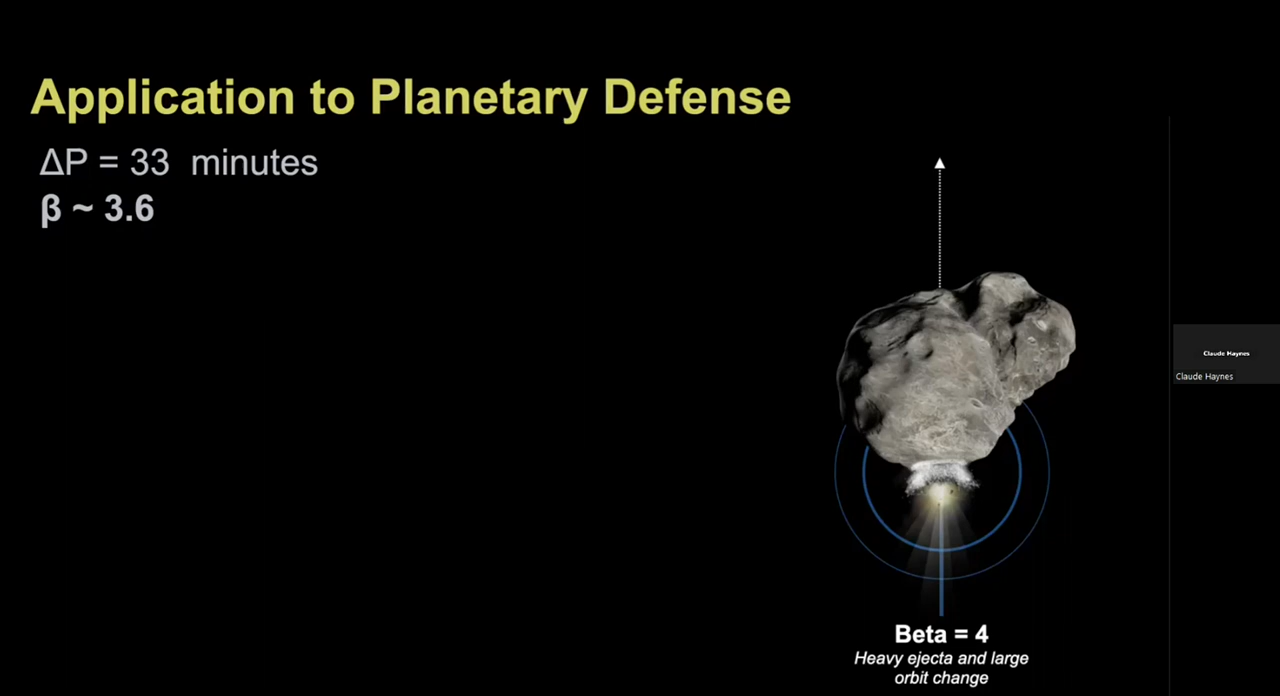 Application to Planetary Defense
ΔP = 33 minutes
β ~ 3.6
Claude Haynes
Claude Haynes
Beta = 4
Heavy ejecta and large
orbit change